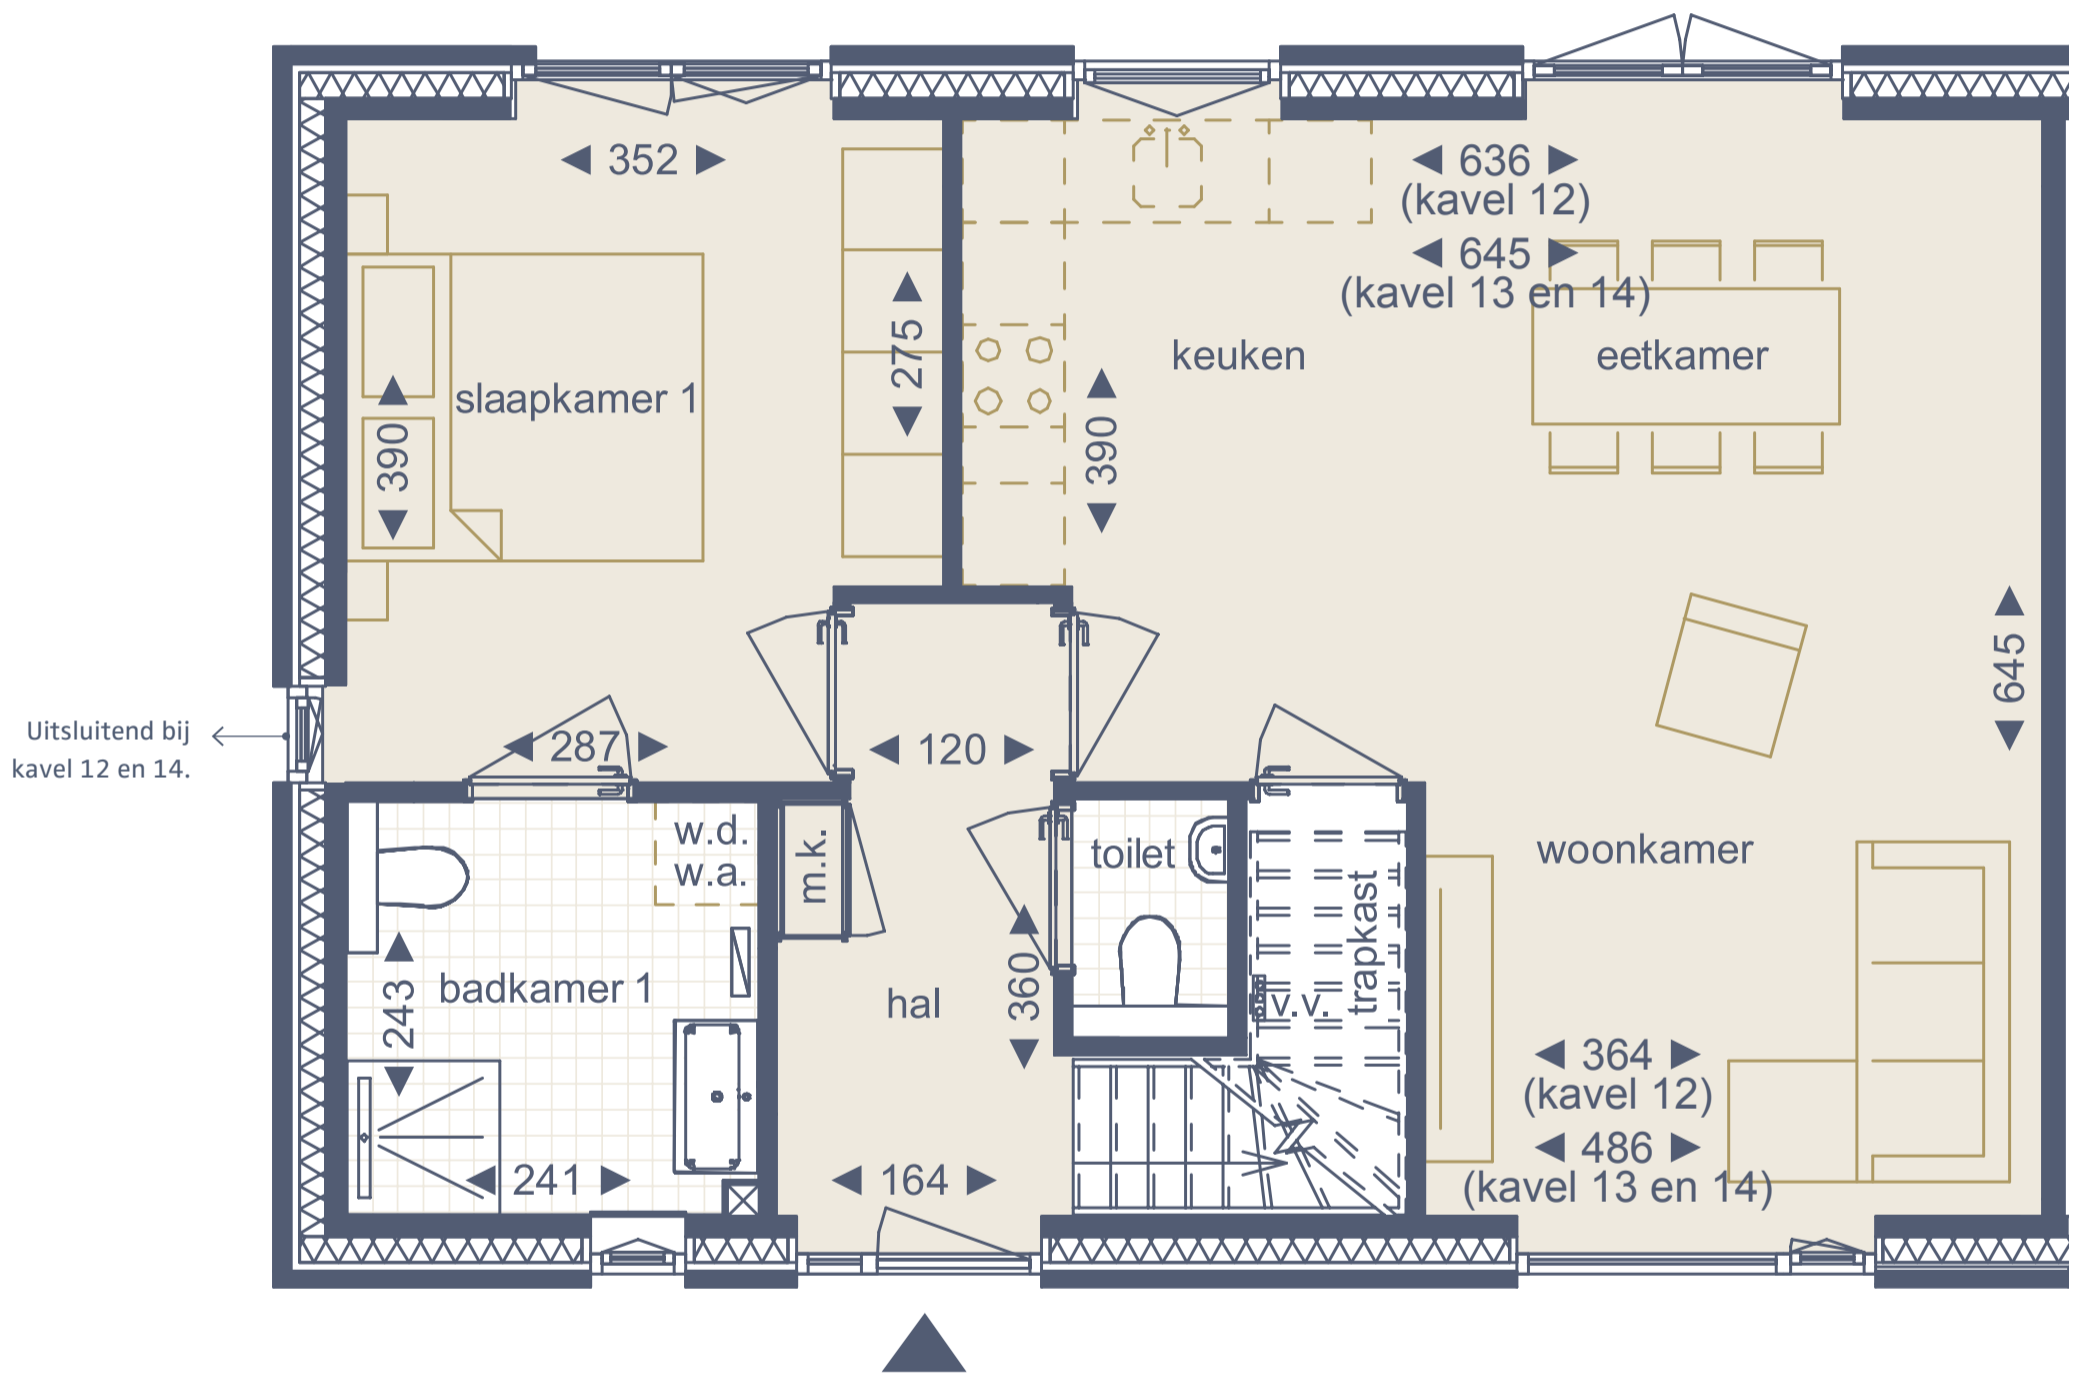 352
636
(kavel 12)
645
(kavel 13 en 14)
275
keuken
eetkamer
slaapkamer 1
390
390
645
Uitsluitend bij
kavel 12 en 14.
287
120
w.d.
w.a.
m.k.
toilet
woonkamer
trapkast
243
badkamer 1
hal
360
v.v.
364
(kavel 12)
486
(kavel 13 en 14)
241
164